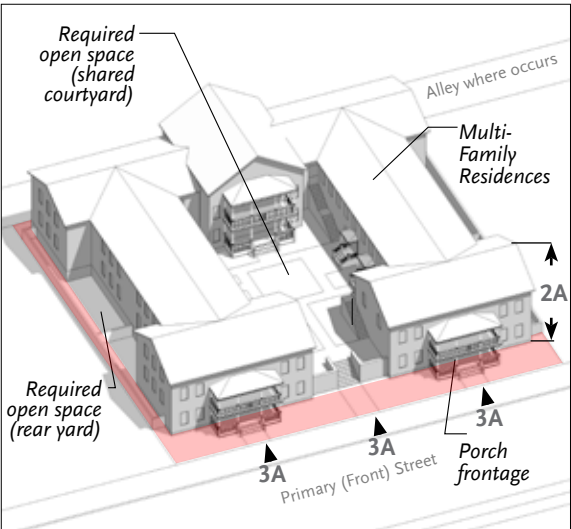 Required
open space
(shared
courtyard)
Alley where occurs
Multi-
Family
Residences
2A
Required
open space
(rear yard)
3A
3A
3A
Primary (Front) Street
Porch
frontage